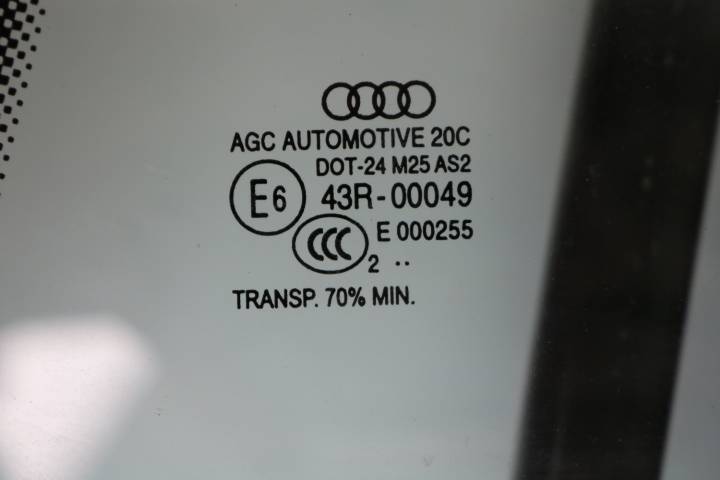 AGC AUTOMOTIVE 20C
DOT-24 M25 AS2
E6 43R-00049
CCC E 000255
2 ..
TRANSP. 70% MIN.